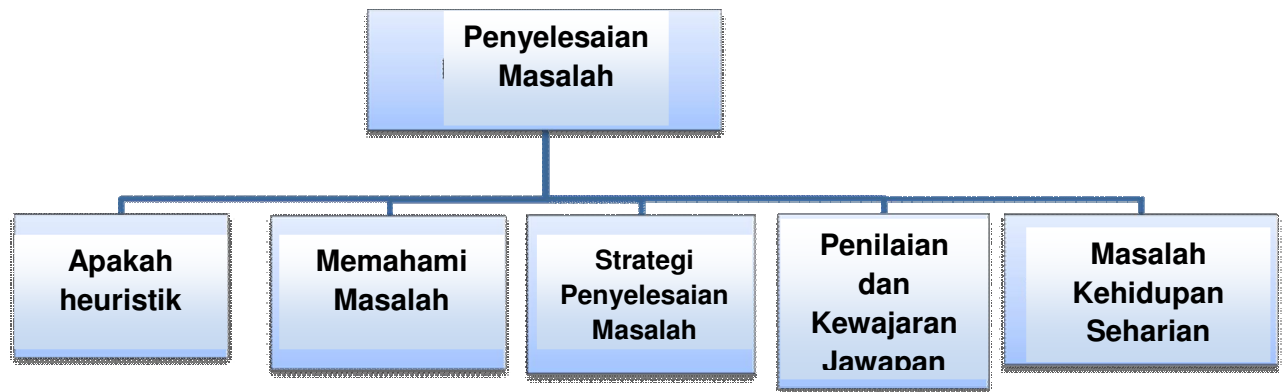 Penyelesaian
Masalah
Apakah
heuristik
Memahami
Masalah
Strategi
Penyelesaian
Masalah
Penilaian
dan
Kewajaran
Jawapan
Masalah
Kehidupan
Seharian